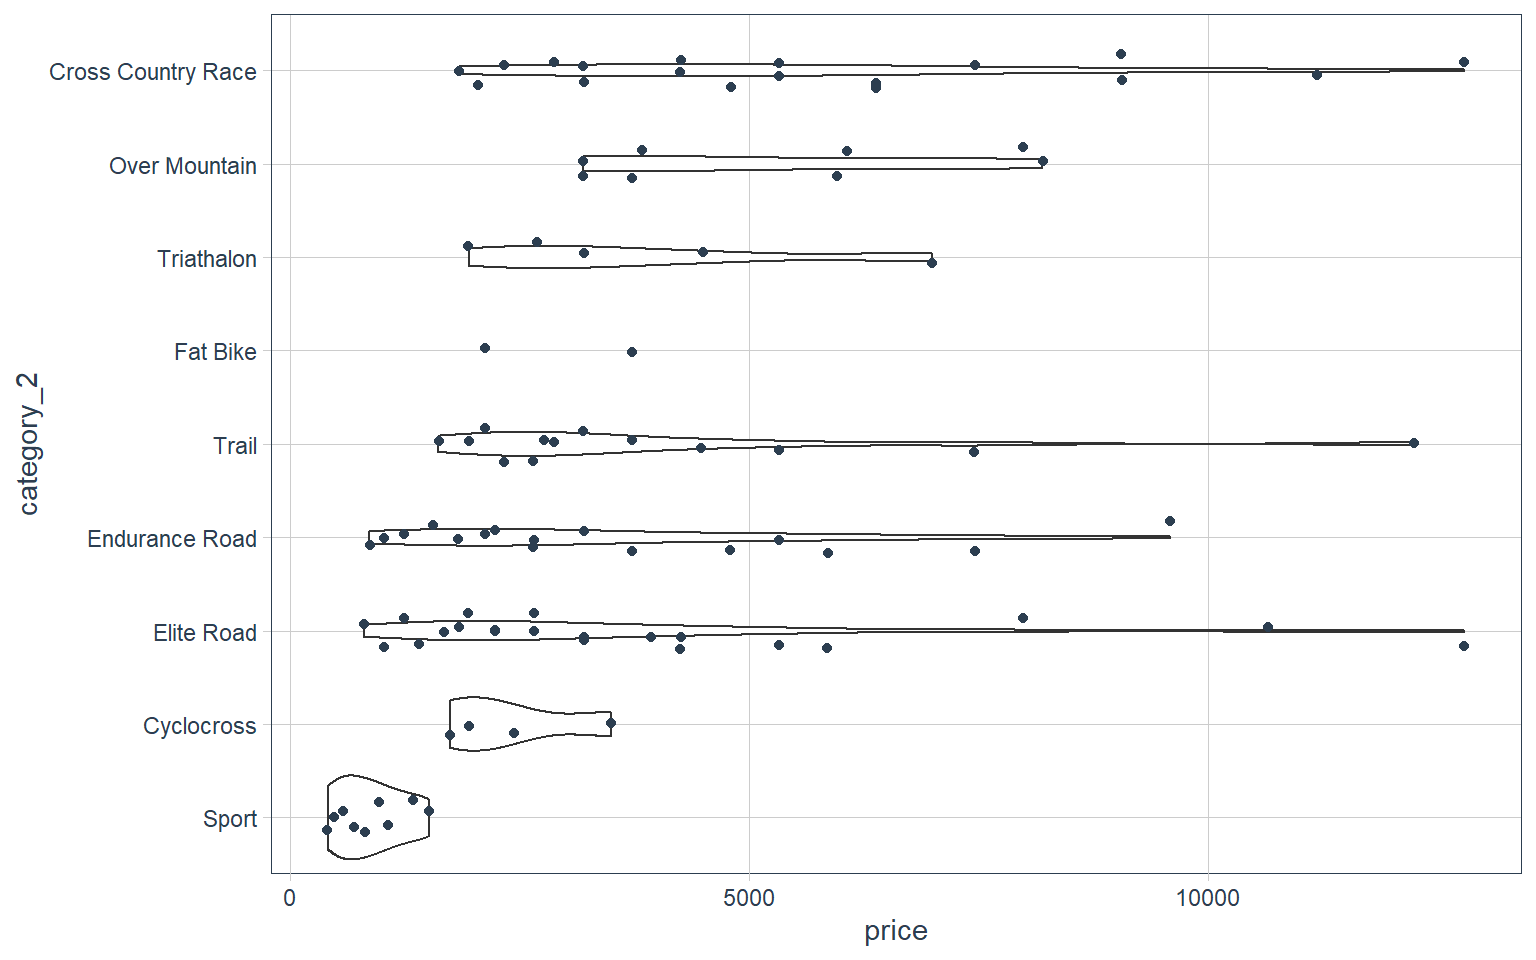 Cross Country Race
Over Mountain
Triathalon
Fat Bike
Trail
Endurance Road
Elite Road
Cyclocross
Sport
category_2
0 5000 10000
price